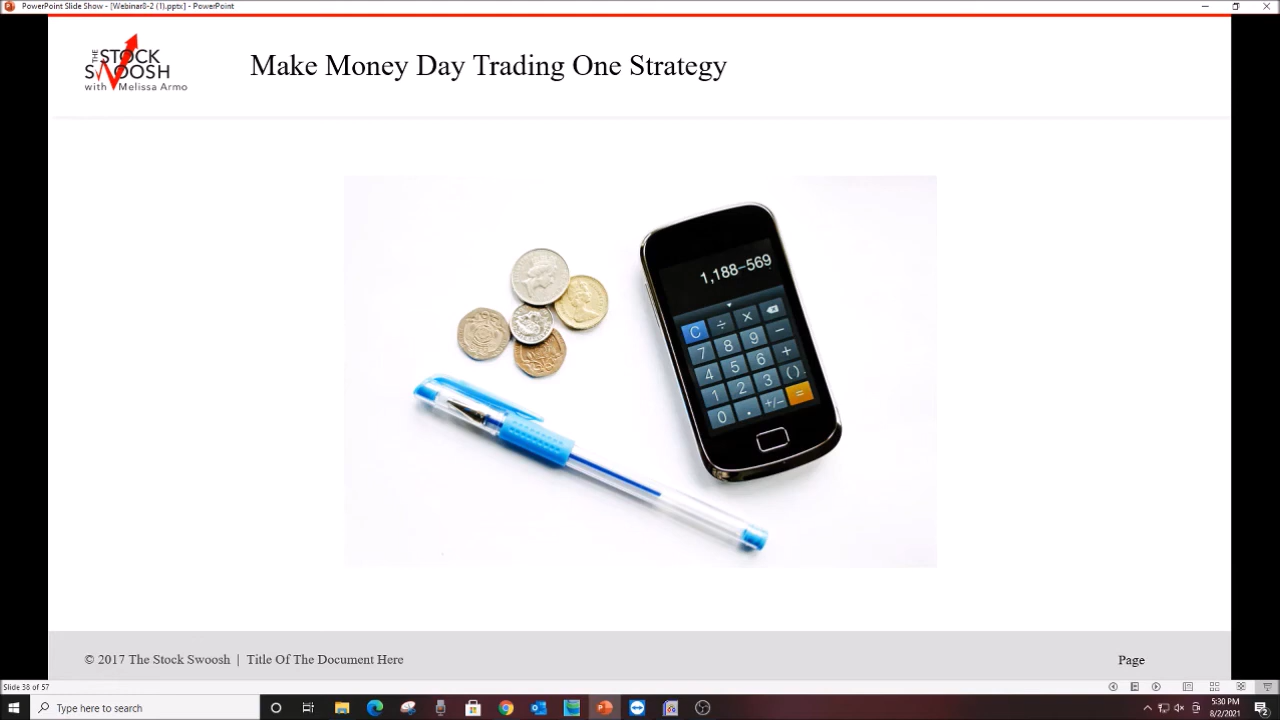 PowerPoint Slide Show - [Webinar8-2 (1).pptx] - PowerPoint
THE
STOCK
SWOOSH
with Melissa Armo
Make Money Day Trading One Strategy
1,188-569
C ÷ ×
7 8 9 −
4 5 6 +
1 2 3 ( )
0 . +/− =
© 2017 The Stock Swoosh | Title Of The Document Here
Page
Slide 38 of 57
Type here to search
5:30 PM
8/2/2021
2